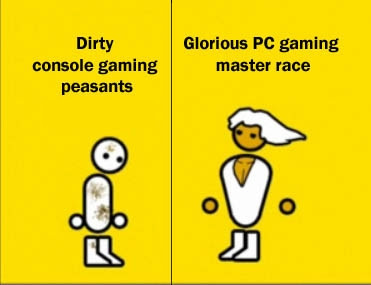 Dirty
console gaming
peasants
Glorious PC gaming
master race